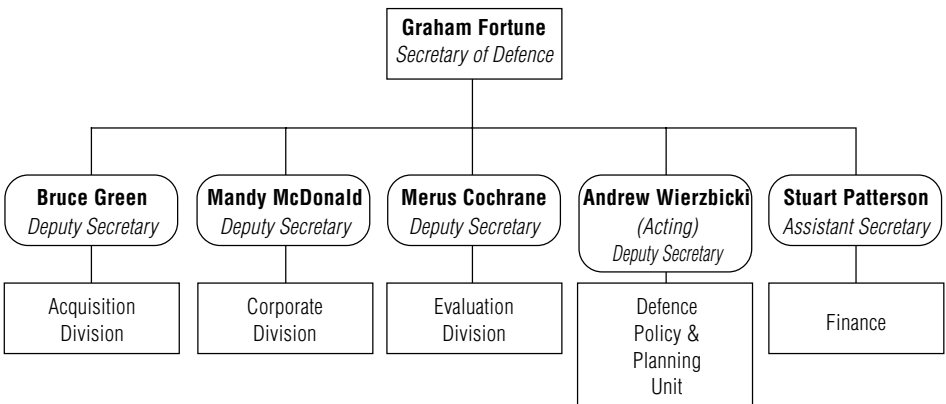 Graham Fortune
Secretary of Defence
Bruce Green
Deputy Secretary
Mandy McDonald
Deputy Secretary
Merus Cochrane
Deputy Secretary
Andrew Wierzbicki
(Acting)
Deputy Secretary
Stuart Patterson
Assistant Secretary
Acquisition
Division
Corporate
Division
Evaluation
Division
Defence
Policy &
Planning
Unit
Finance